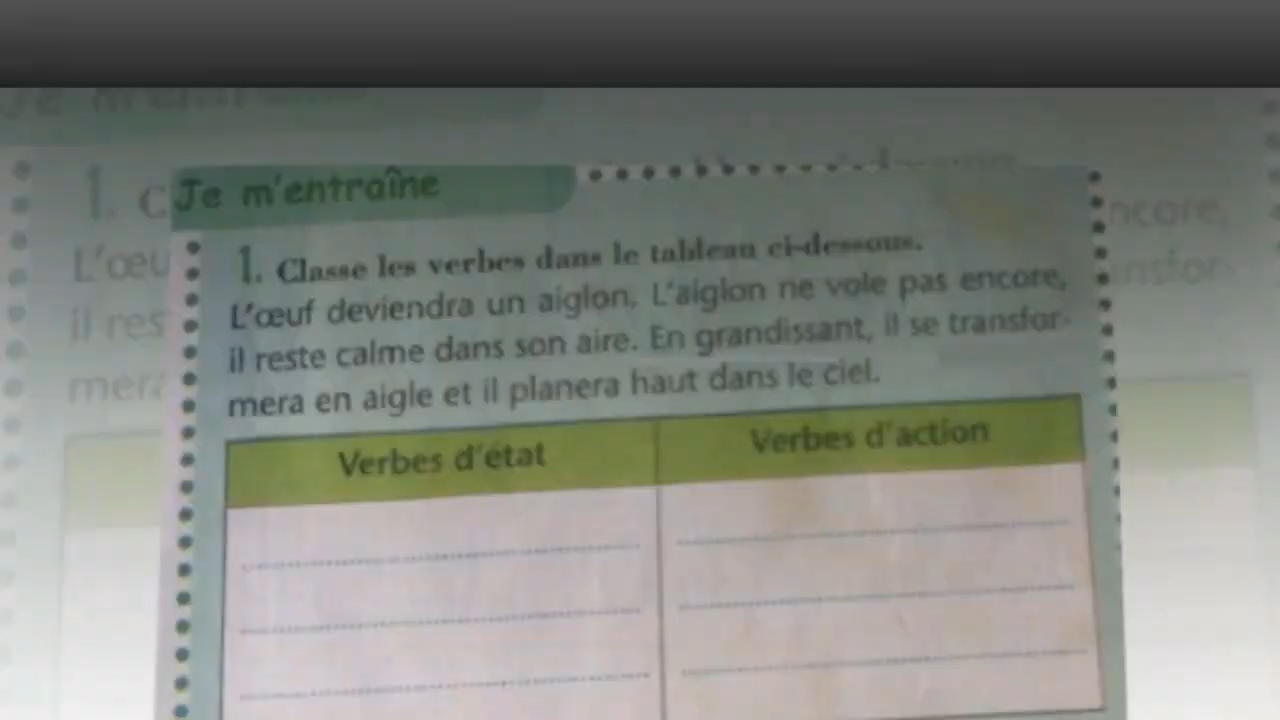 Je m'entraîne
1. Classe les verbes dans le tableau ci-dessous.
L'œuf deviendra un aiglon. L'aiglon ne vole pas encore,
il reste calme dans son aire. En grandissant, il se transfor-
mera en aigle et il planera haut dans le ciel.
Verbes d'état
Verbes d'action